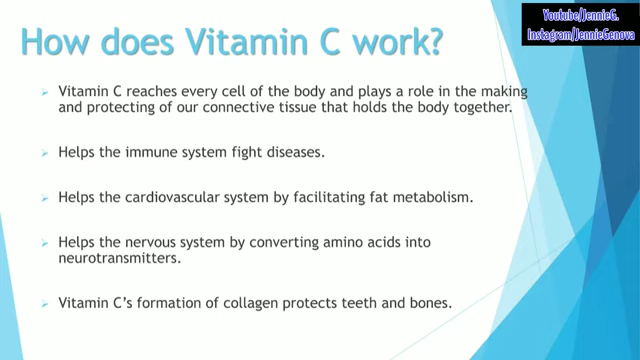 How does Vitamin C work?
Youtube/JennieG.
Instagram/JennieGenova
Vitamin C reaches every cell of the body and plays a role in the making
and protecting of our connective tissue that holds the body together.
Helps the immune system fight diseases.
Helps the cardiovascular system by facilitating fat metabolism.
Helps the nervous system by converting amino acids into
neurotransmitters.
Vitamin C’s formation of collagen protects teeth and bones.